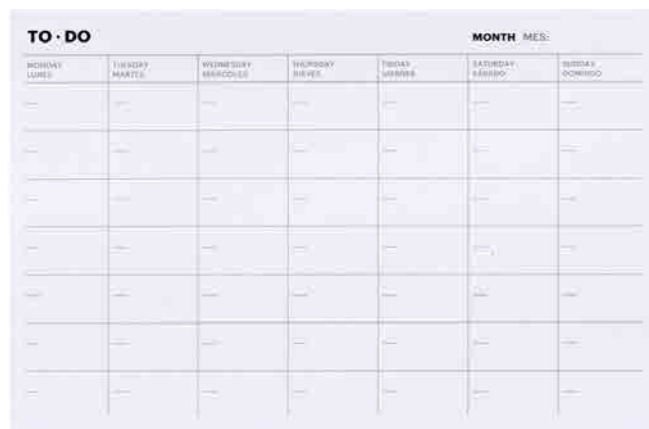 TO · DO
MONTH MES:
MONDAY TUESDAY WEDNESDAY THURSDAY FRIDAY SATURDAY SUNDAY
LUNES MARTES MIÉRCOLES JUEVES VIERNES SÁBADO DOMINGO